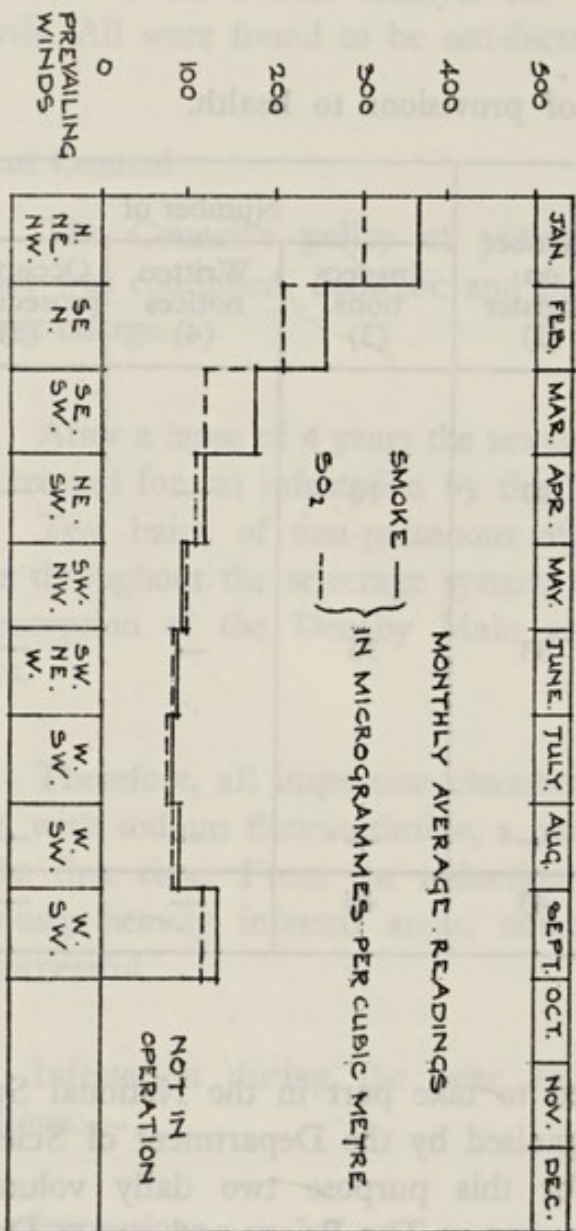 JAN. FEB. MAR. APR. MAY. JUNE. JULY. AUG. SEPT. OCT. NOV. DEC.
500
400
MONTHLY AVERAGE READINGS
SMOKE
IN MICROGRAMMES PER CUBIC METRE
SO2
300
200
100
NOT IN
OPERATION
0
PREVAILING
WINDS
N.
NE.
NW.
SE
N.
SE.
SW.
NE
SW.
SW.
NW.
SW.
NE.
W.
W.
SW.
W.
SW.
W.
SW.